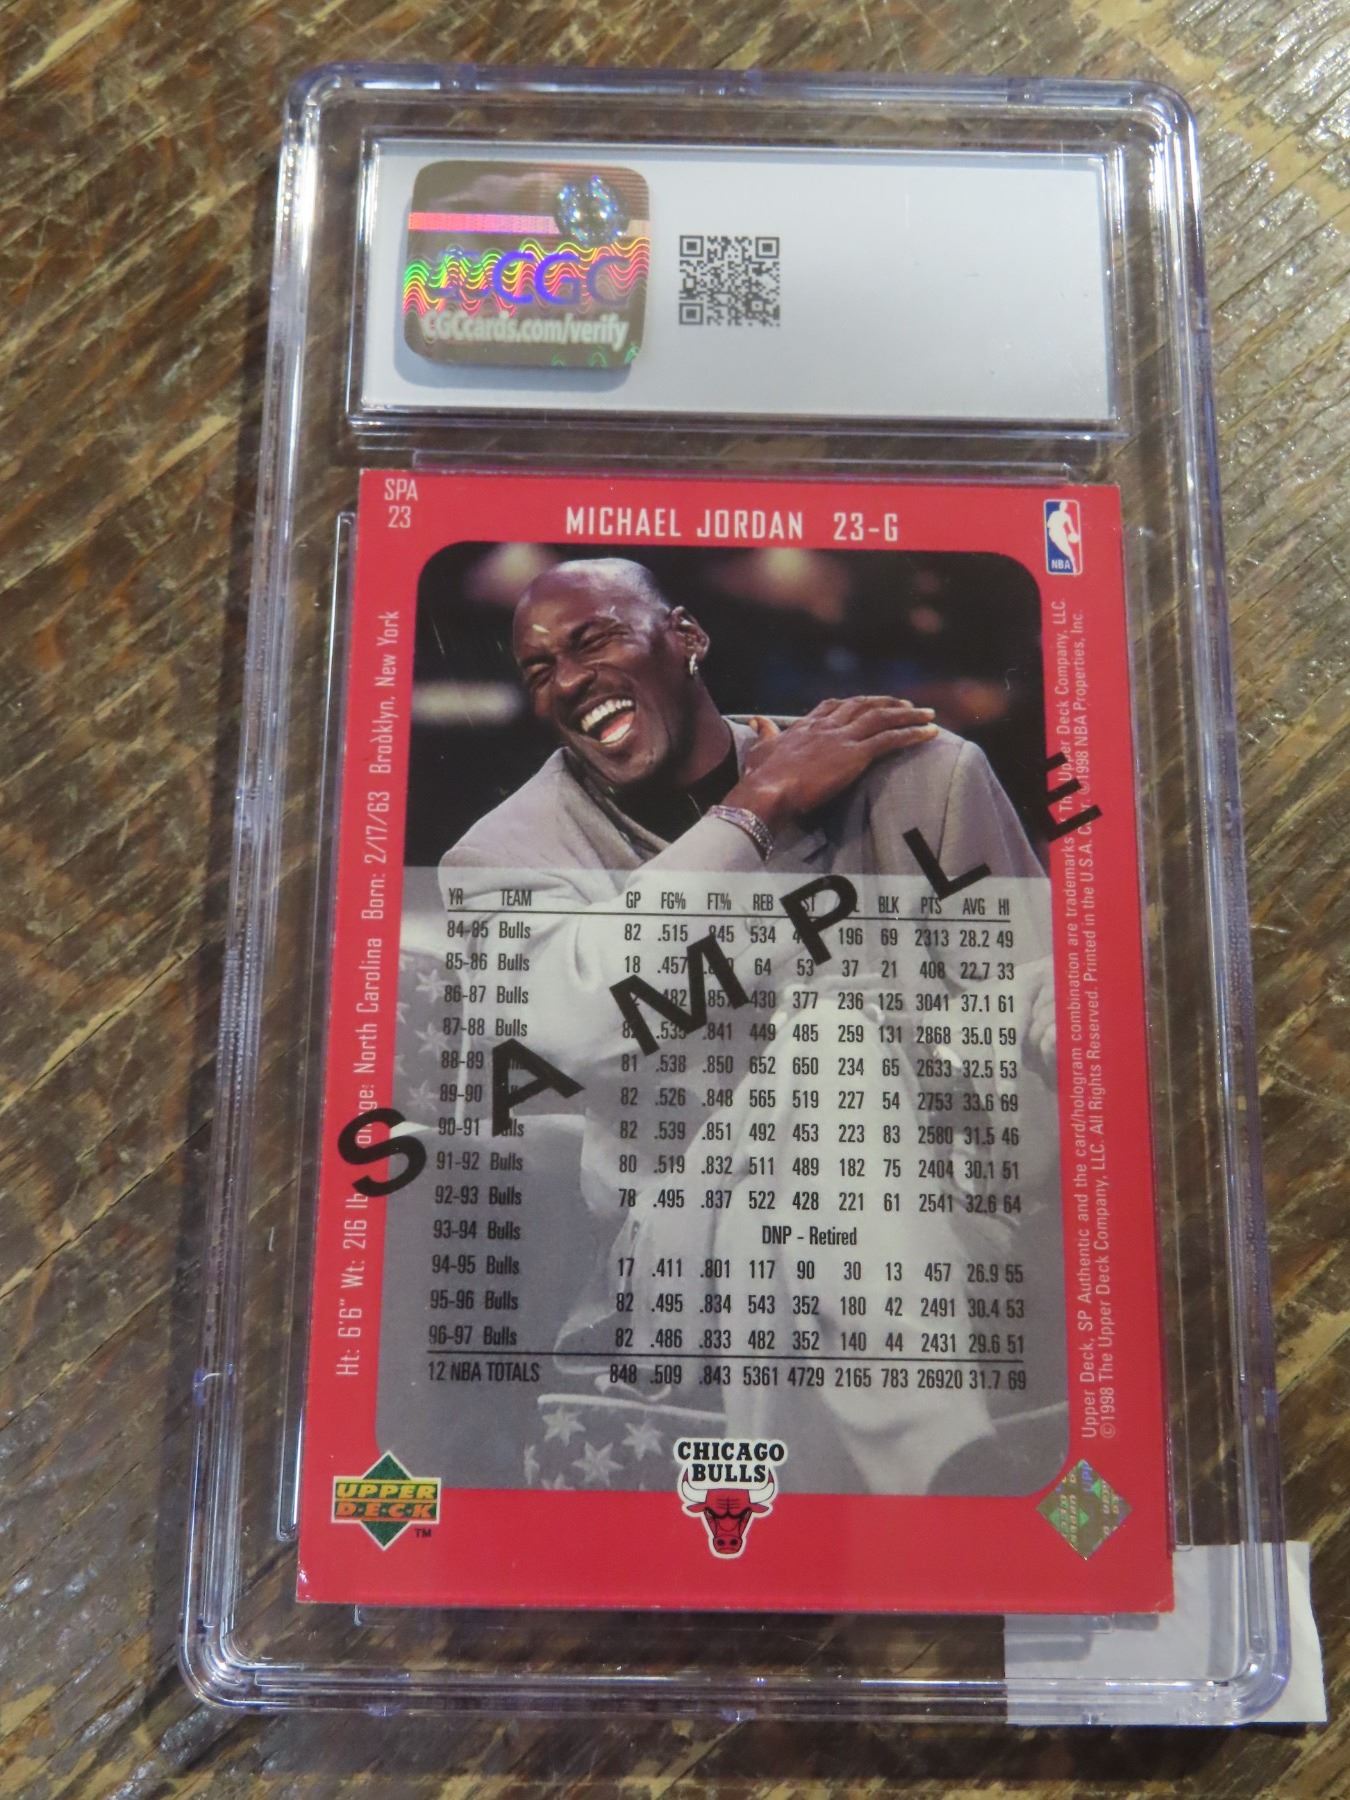 CGC
CGCcards.com/verify
SPA
23
MICHAEL JORDAN 23-G
NBA
Ht: 6'6" Wt: 216 lb North Carolina Born: 2/17/63 Brooklyn, New York
Upper Deck, SP Authentic and the card/hologram combination are trademarks of The Upper Deck Company, LLC.
©1998 The Upper Deck Company, LLC. All Rights Reserved. Printed in the U.S.A. ©1998 NBA Properties, Inc.
SAMPLE
YR TEAM GP FG% FT% REB BLK PTS AVG HI
84-85 Bulls 82 .515 .845 534 196 69 2313 28.2 49
85-86 Bulls 18 .457 64 53 37 21 408 22.7 33
86-87 Bulls .482 .857 430 377 236 125 3041 37.1 61
87-88 Bulls 82 .535 .841 449 485 259 131 2868 35.0 59
88-89 81 .538 .850 652 650 234 65 2633 32.5 53
89-90 82 .526 .848 565 519 227 54 2753 33.6 69
90-91 Bulls 82 .539 .851 492 453 223 83 2580 31.5 46
91-92 Bulls 80 .519 .832 511 489 182 75 2404 30.1 51
92-93 Bulls 78 .495 .837 522 428 221 61 2541 32.6 64
93-94 Bulls DNP - Retired
94-95 Bulls 17 .411 .801 117 90 30 13 457 26.9 55
95-96 Bulls 82 .495 .834 543 352 180 42 2491 30.4 53
96-97 Bulls 82 .486 .833 482 352 140 44 2431 29.6 51
12 NBA TOTALS 848 .509 .843 5361 4729 2165 783 26920 31.7 69
UPPER
DECK
TM
CHICAGO
BULLS